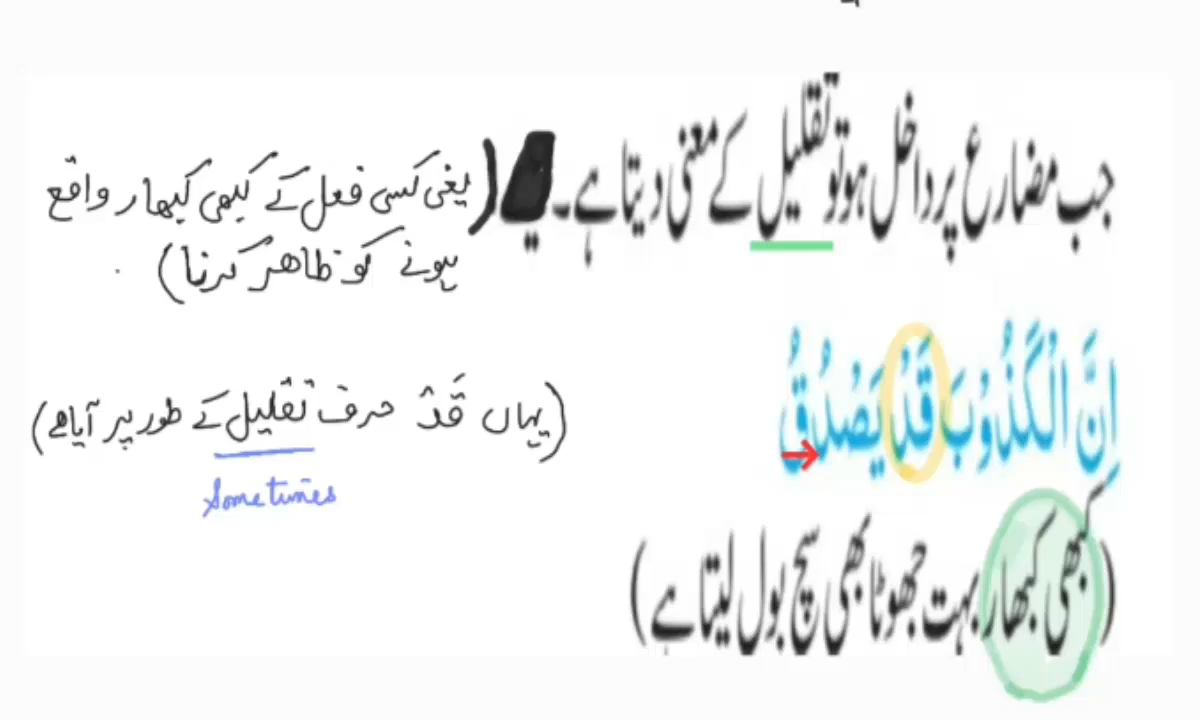 جب مضارع پر داخل ہو تو تقلیل کے معنی دیتا ہے۔ (یعنی کسی فعل کے کبھی کبھار واقع
ہونے کو ظاہر کرنا)
اِنَّ الْكَذُوْبَ قَدْ يَصْدُقُ
(یہاں قَدْ حرف تقلیل کے طور پر آیا ہے)
Sometimes
(کبھی کبھار بہت جھوٹا بھی سچ بول لیتا ہے)